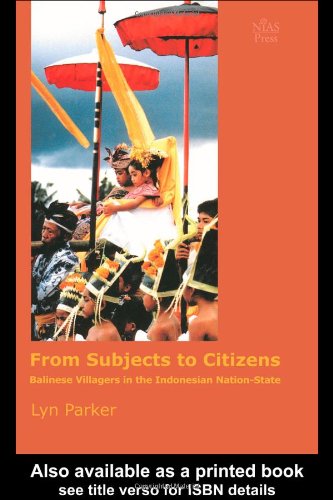 NIAS
Press
From Subjects to Citizens
Balinese Villagers in the Indonesian Nation-State
Lyn Parker
Also available as a printed book
see title verso for ISBN details